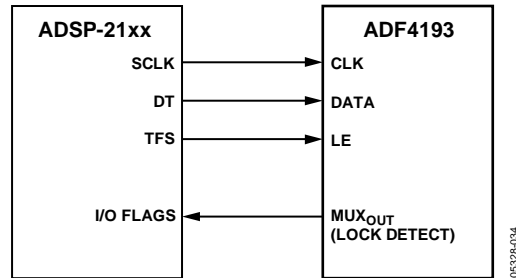 ADSP-21xx
ADF4193
SCLK
CLK
DT
DATA
TFS
LE
I/O FLAGS
MUXOUT
(LOCK DETECT)
05328-034